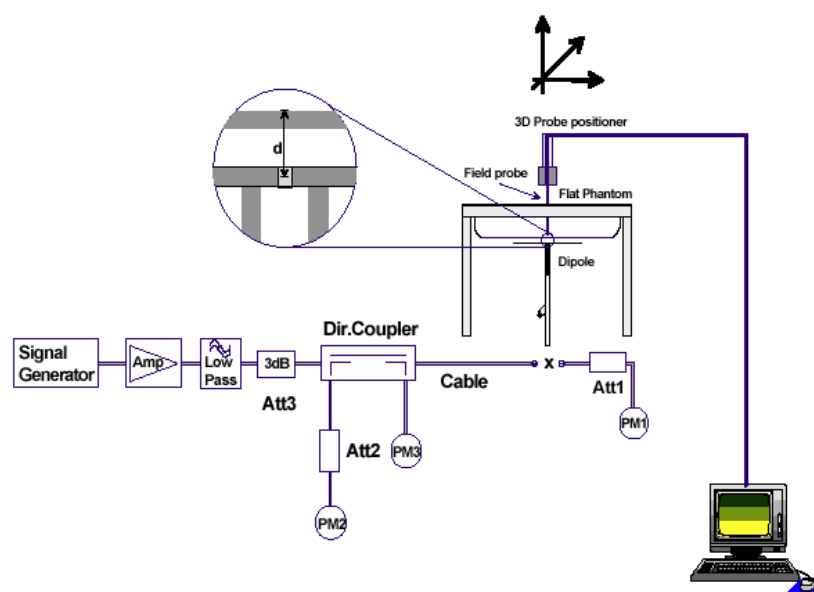 3D Probe positioner
d
Field probe
Flat Phantom
Dipole
Dir.Coupler
Signal
Generator
Amp
Low
Pass
3dB
Att3
Cable
x
Att1
PM1
Att2
PM3
PM2